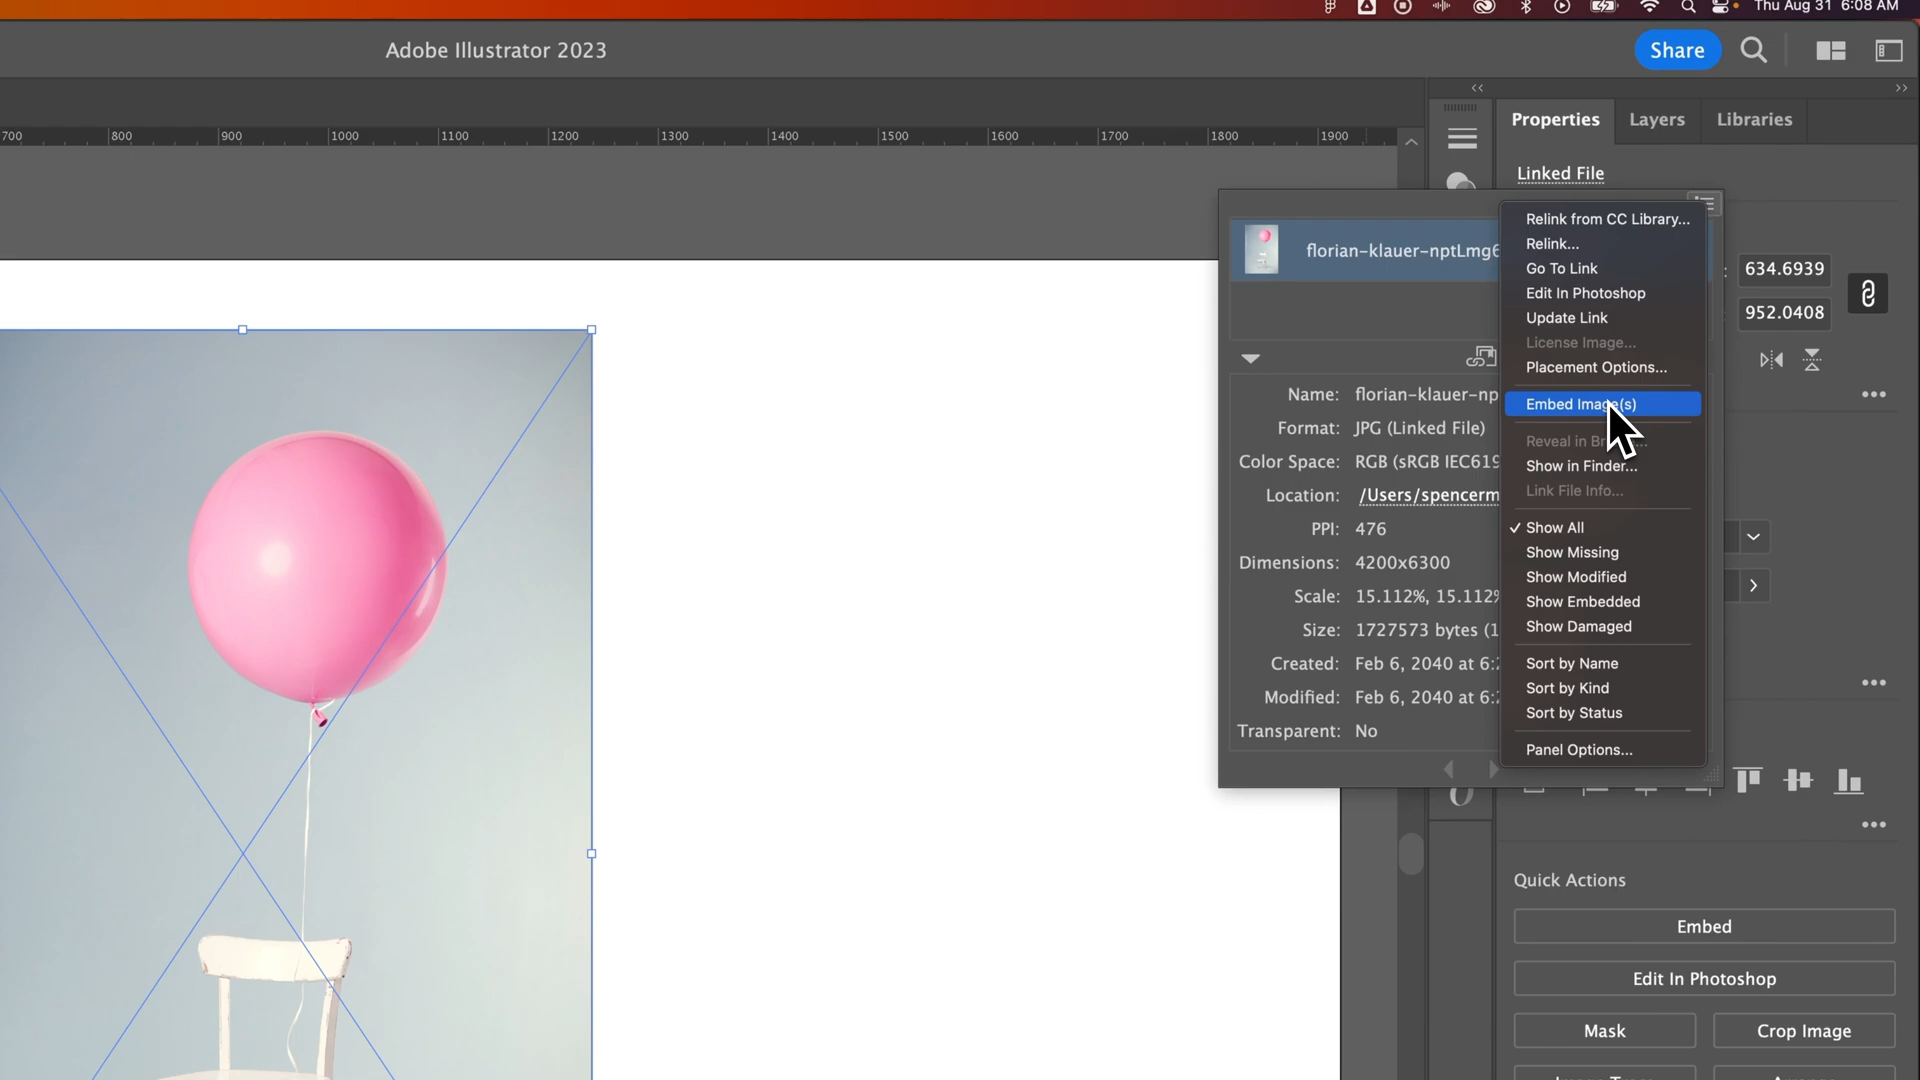 Thu Aug 31 6:08 AM
Adobe Illustrator 2023
Share
700 800 900 1000 1100 1200 1300 1400 1500 1600 1700 1800 1900
Properties Layers Libraries
Linked File
florian-klauer-nptLmg6
634.6939
952.0408
Name: florian-klauer-np
Format: JPG (Linked File)
Color Space: RGB (sRGB IEC619
Location: /Users/spencerm
PPI: 476
Dimensions: 4200x6300
Scale: 15.112%, 15.112%
Size: 1727573 bytes (1
Created: Feb 6, 2040 at 6:
Modified: Feb 6, 2040 at 6:
Transparent: No
Relink from CC Library...
Relink...
Go To Link
Edit In Photoshop
Update Link
License Image...
Placement Options...
Embed Image(s)
Reveal in
Show in Finder...
Link File Info...
✓ Show All
Show Missing
Show Modified
Show Embedded
Show Damaged
Sort by Name
Sort by Kind
Sort by Status
Panel Options...
Quick Actions
Embed
Edit In Photoshop
Mask
Crop Image